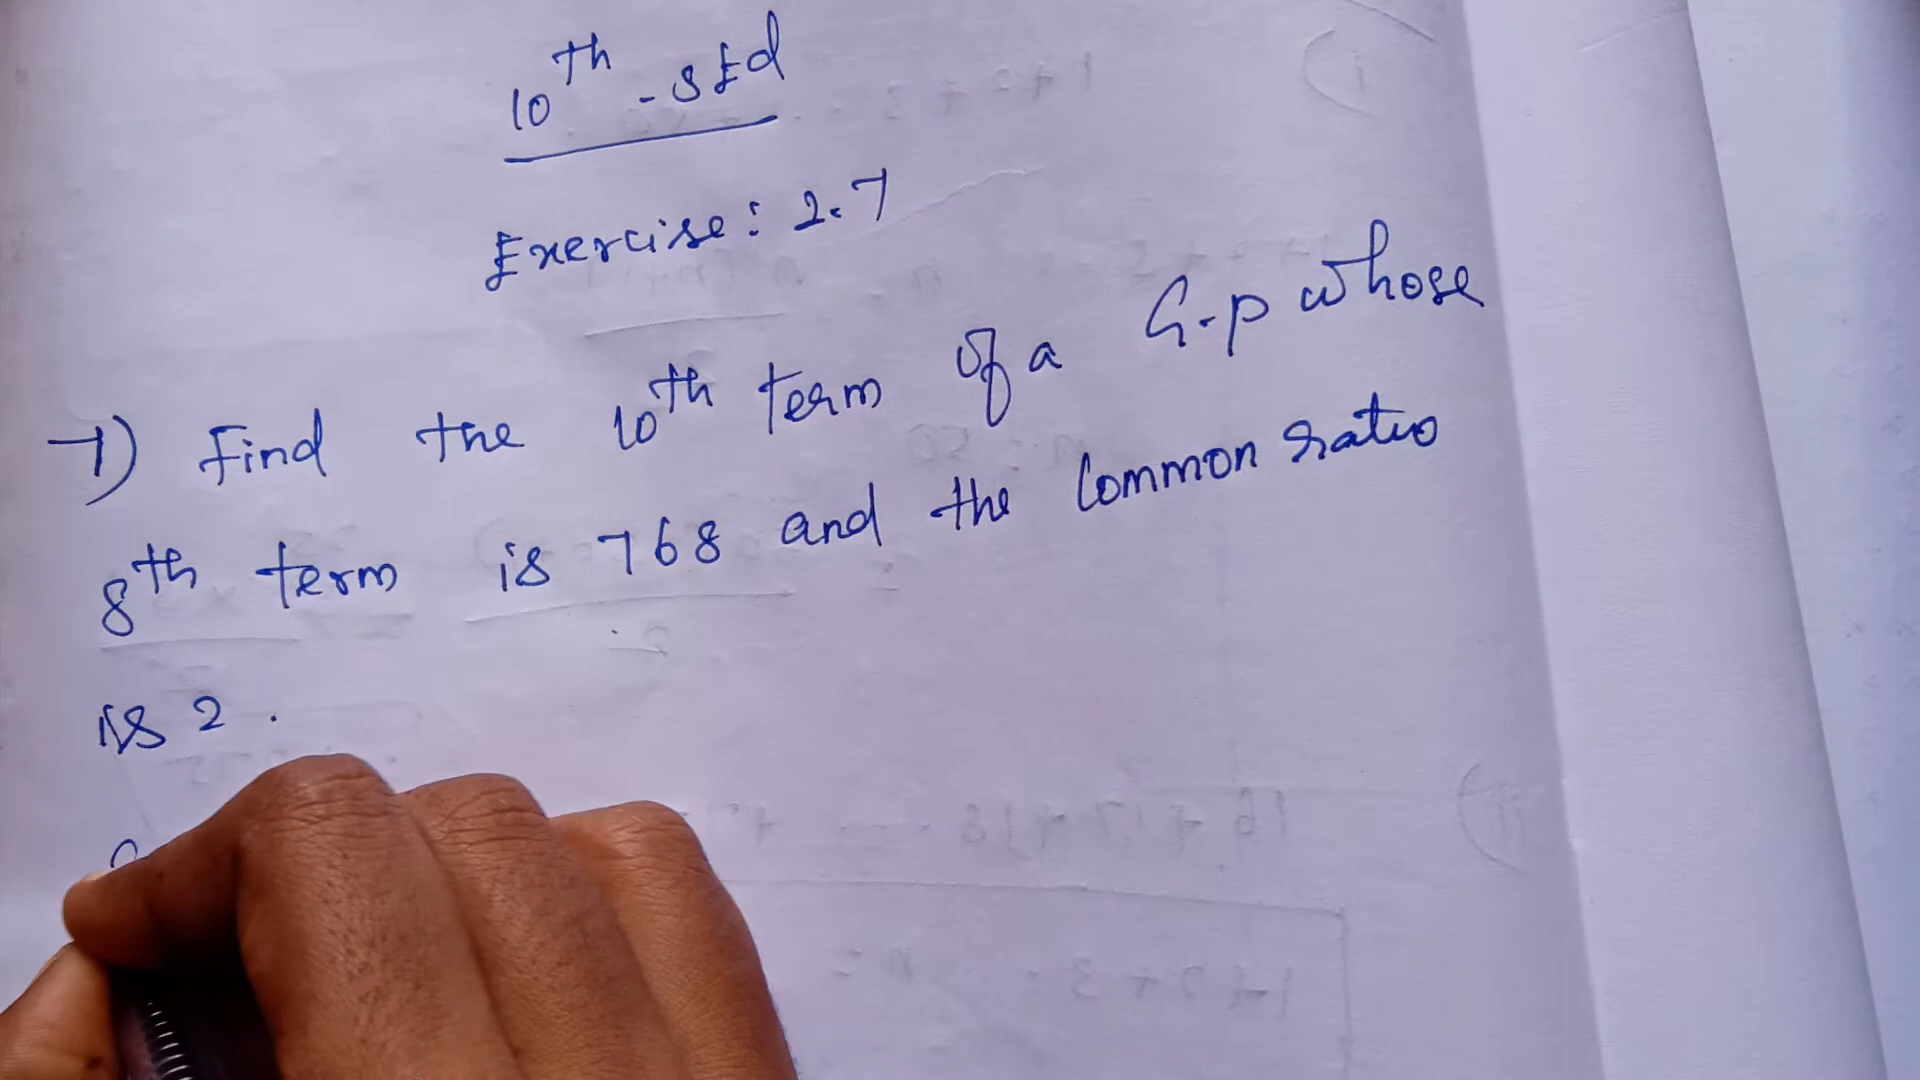 10th - std
Exercise: 2.7
7) Find the 10th term of a G.P whose
8th term is 768 and the Common ratio
is 2.